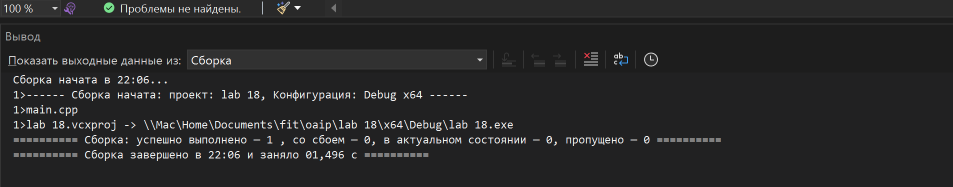 100 %
Проблемы не найдены.
Вывод
Показать выходные данные из: Сборка
Сборка начата в 22:06...
1>------ Сборка начата: проект: lab 18, Конфигурация: Debug x64 ------
1>main.cpp
1>lab 18.vcxproj -> \\Mac\Home\Documents\fit\oaip\lab 18\x64\Debug\lab 18.exe
========== Сборка: успешно выполнено — 1 , со сбоем — 0, в актуальном состоянии — 0, пропущено — 0 ==========
========== Сборка завершено в 22:06 и заняло 01,496 с ==========